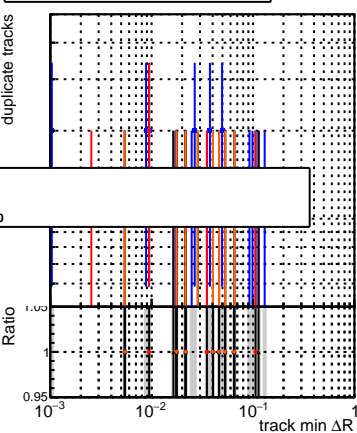 duplicate tracks
Ratio
1.05
1
0.95
10⁻³ 10⁻² 10⁻¹ 1
track min ΔR